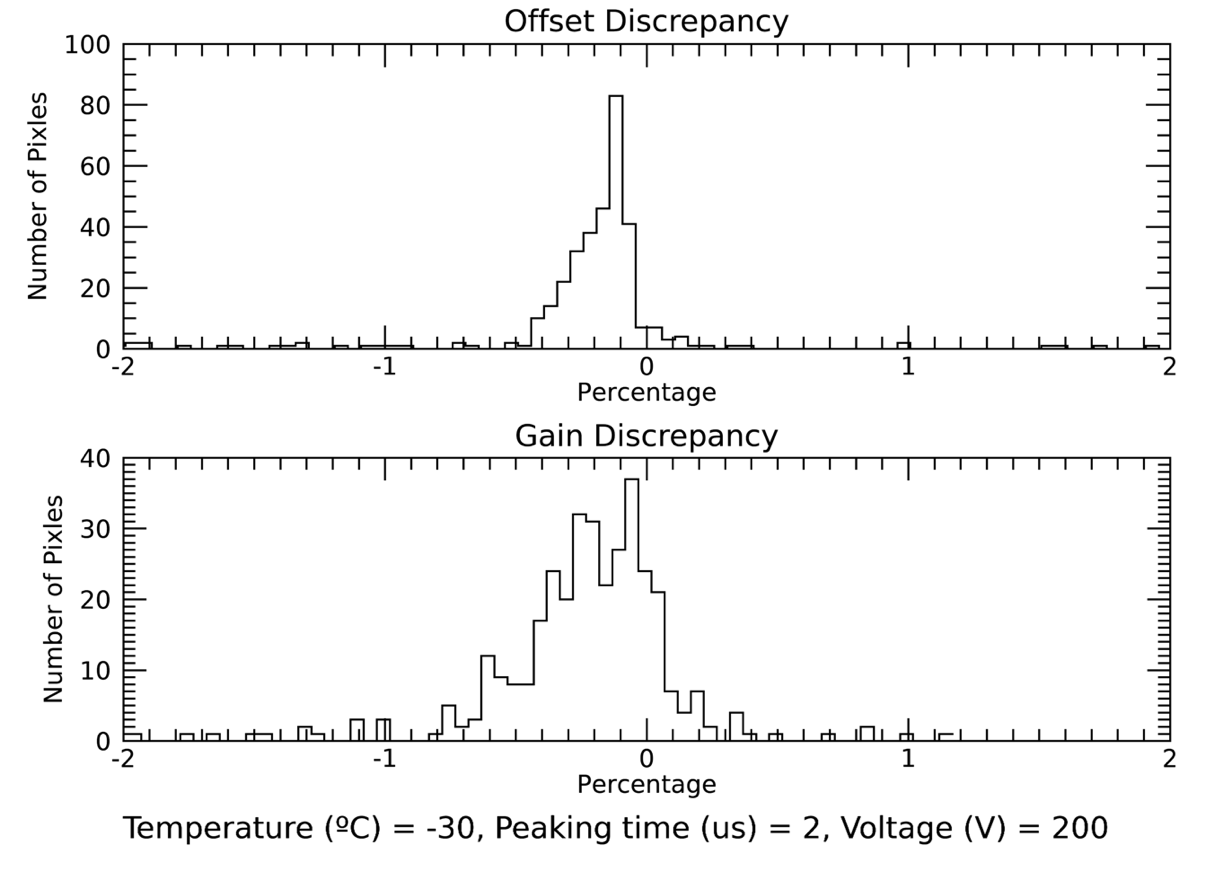 Offset Discrepancy
100
80
60
40
20
0
Number of Pixles
-2 -1 0 1 2
Percentage
Gain Discrepancy
40
30
20
10
0
Number of Pixles
-2 -1 0 1 2
Percentage
Temperature (ºC) = -30, Peaking time (us) = 2, Voltage (V) = 200